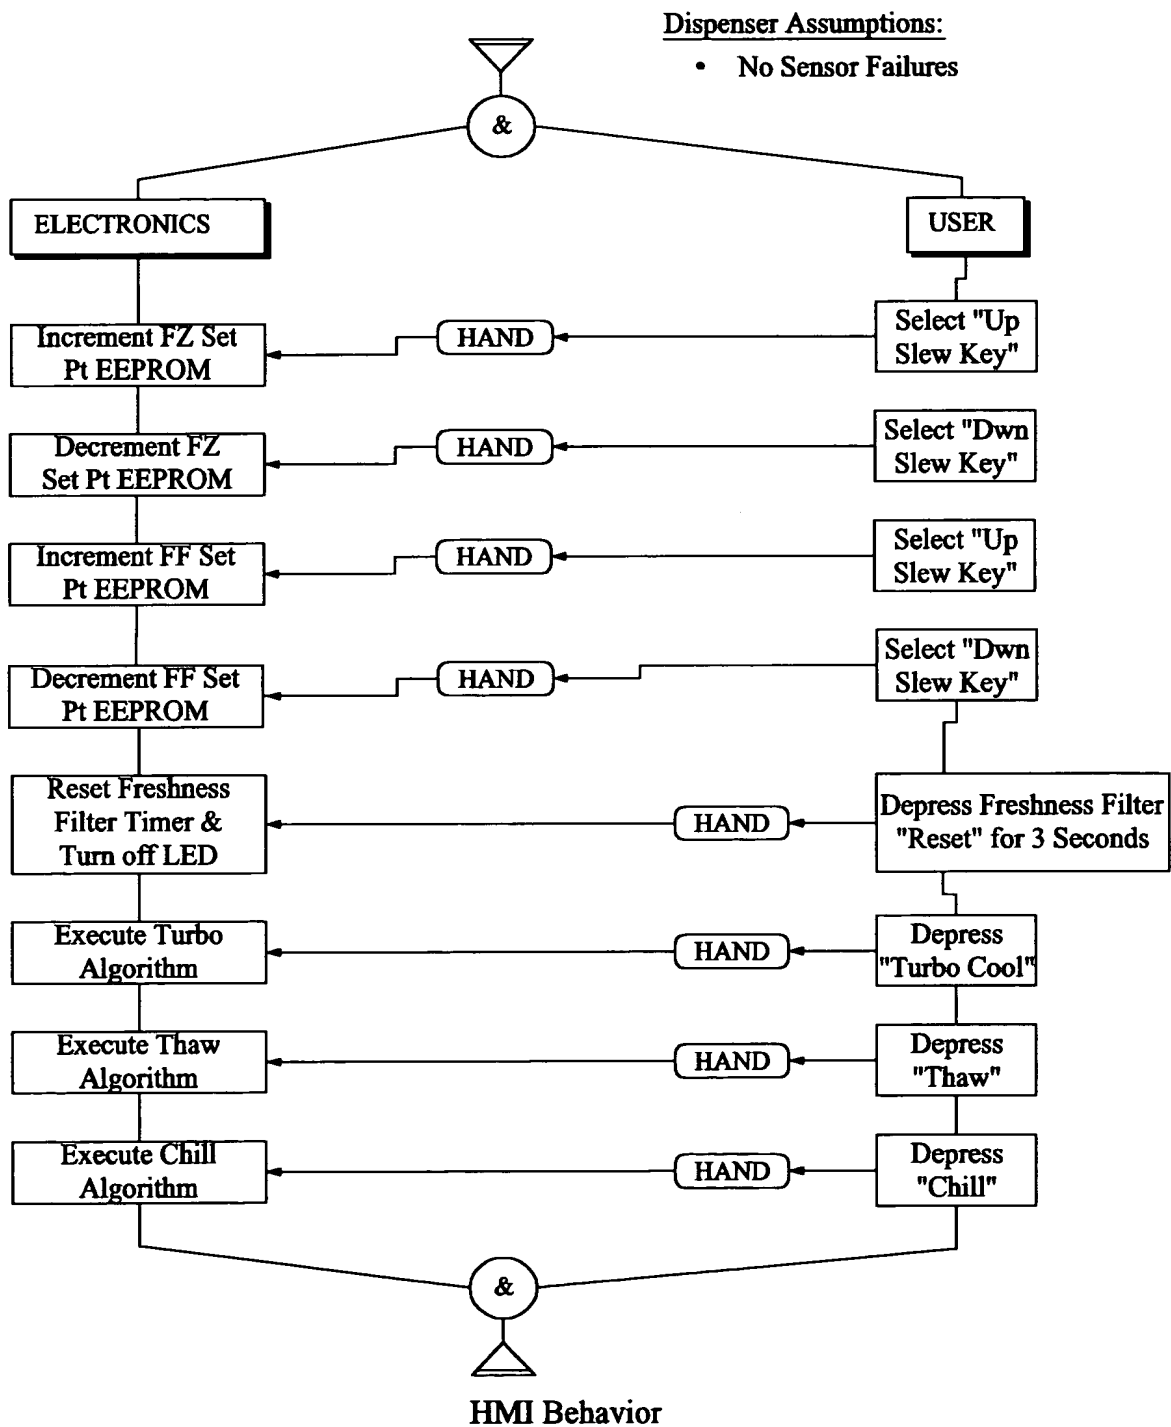 Dispenser Assumptions:
• No Sensor Failures
&
ELECTRONICS
USER
Increment FZ Set
Pt EEPROM
HAND
Select "Up
Slew Key"
Decrement FZ
Set Pt EEPROM
HAND
Select "Dwn
Slew Key"
Increment FF Set
Pt EEPROM
HAND
Select "Up
Slew Key"
Decrement FF Set
Pt EEPROM
HAND
Select "Dwn
Slew Key"
Reset Freshness
Filter Timer &
Turn off LED
HAND
Depress Freshness Filter
"Reset" for 3 Seconds
Execute Turbo
Algorithm
HAND
Depress
"Turbo Cool"
Execute Thaw
Algorithm
HAND
Depress
"Thaw"
Execute Chill
Algorithm
HAND
Depress
"Chill"
&
HMI Behavior